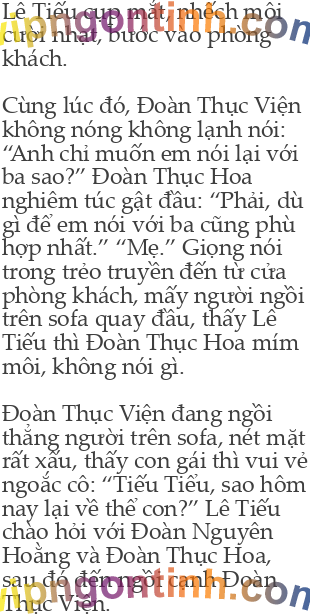 Lê Tiếu cụp mắt, nhếch môi
cười nhạt, bước vào phòng
khách.
Cùng lúc đó, Đoàn Thục Viện
không nóng không lạnh nói:
“Anh chỉ muốn em nói lại với
ba sao?” Đoàn Thục Hoa
nghiêm túc gật đầu: “Phải, dù
gì để em nói với ba cũng phù
hợp nhất.” “Mẹ.” Giọng nói
trong trẻo truyền đến từ cửa
phòng khách, mấy người ngồi
trên sofa quay đầu, thấy Lê
Tiếu thì Đoàn Thục Hoa mím
môi, không nói gì.
Đoàn Thục Viện đang ngồi
thẳng người trên sofa, nét mặt
rất xấu, thấy con gái thì vui vẻ
ngoắc cô: “Tiếu Tiểu, sao hôm
nay lại về thế con?” Lê Tiếu
chào hỏi với Đoàn Nguyên
Hoằng và Đoàn Thục Hoa,
sau đó đến ngồi cạnh Đoàn
Thục Viện.
vipngontinh.com
vipngontinh.com